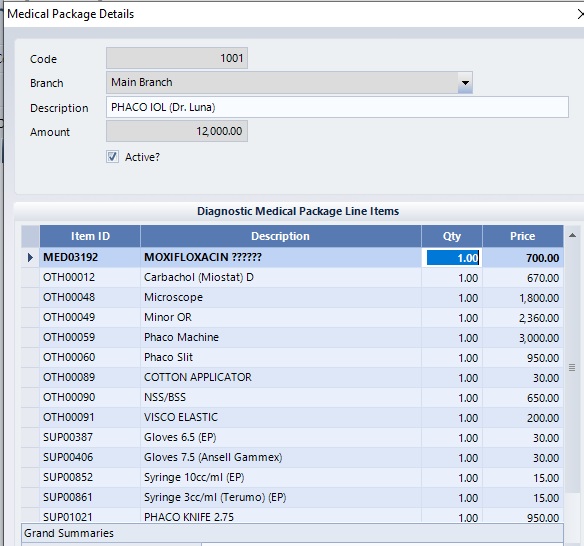 Medical Package Details
Code 1001
Branch Main Branch
Description PHACO IOL (Dr. Luna)
Amount 12,000.00
Active?
Diagnostic Medical Package Line Items
Item ID Description Qty Price
MED03192 MOXIFLOXACIN ?????? 1.00 700.00
OTH00012 Carbachol (Miostat) D 1.00 670.00
OTH00048 Microscope 1.00 1,800.00
OTH00049 Minor OR 1.00 2,360.00
OTH00059 Phaco Machine 1.00 3,000.00
OTH00060 Phaco Slit 1.00 950.00
OTH00089 COTTON APPLICATOR 1.00 30.00
OTH00090 NSS/BSS 1.00 650.00
OTH00091 VISCO ELASTIC 1.00 200.00
SUP00387 Gloves 6.5 (EP) 1.00 30.00
SUP00406 Gloves 7.5 (Ansell Gammex) 1.00 30.00
SUP00852 Syringe 10cc/ml (EP) 1.00 15.00
SUP00861 Syringe 3cc/ml (Terumo) (EP) 1.00 15.00
SUP01021 PHACO KNIFE 2.75 1.00 950.00
Grand Summaries